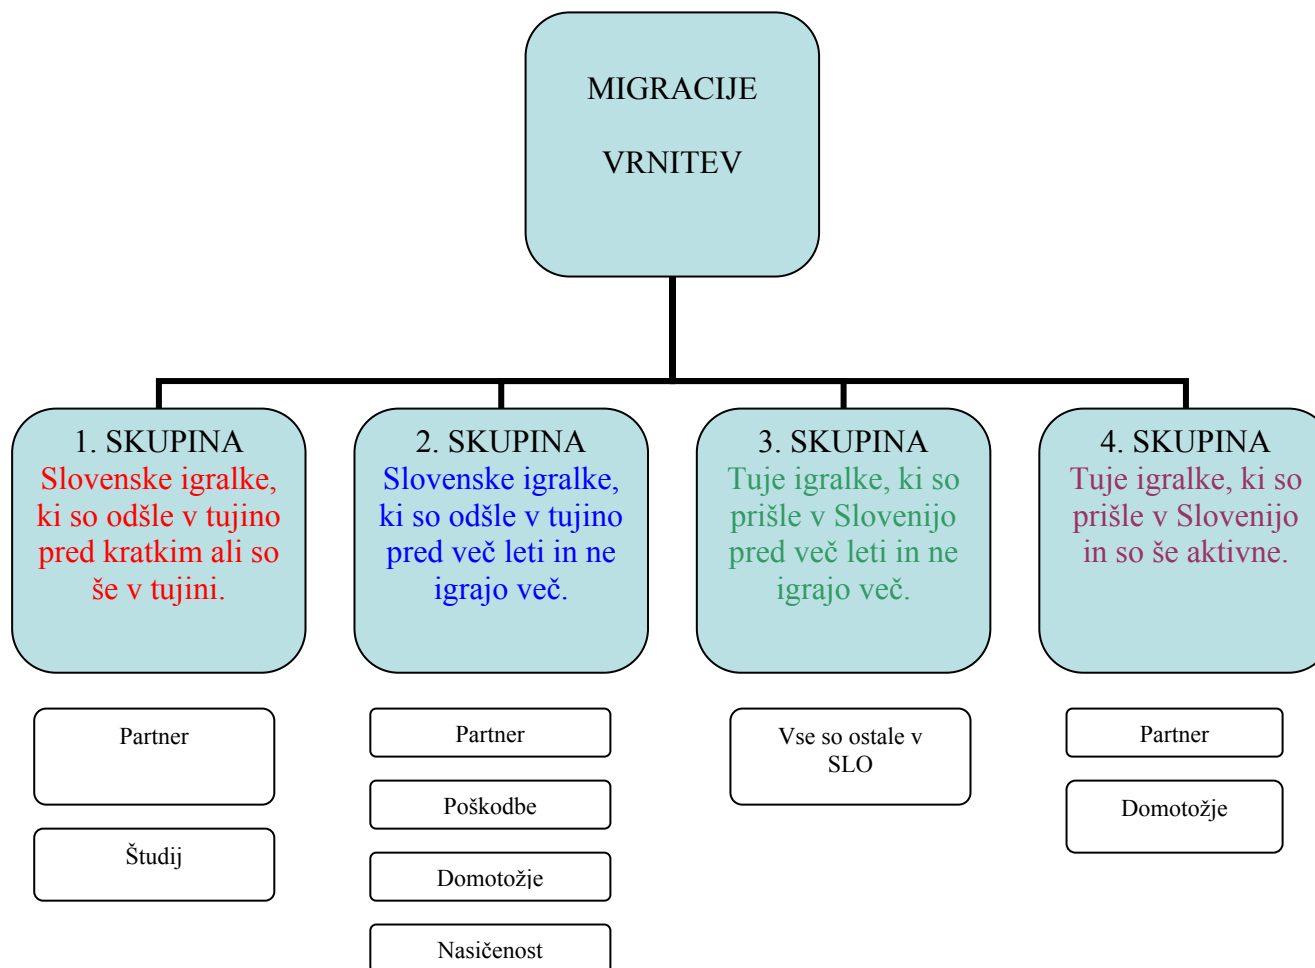 MIGRACIJE
VRNITEV
1. SKUPINA
Slovenske igralke,
ki so odšle v tujino
pred kratkim ali so
še v tujini.
2. SKUPINA
Slovenske igralke,
ki so odšle v tujino
pred več leti in ne
igrajo več.
3. SKUPINA
Tuje igralke, ki so
prišle v Slovenijo
pred več leti in ne
igrajo več.
4. SKUPINA
Tuje igralke, ki so
prišle v Slovenijo
in so še aktivne.
Partner
Študij
Partner
Poškodbe
Domotožje
Nasičenost
Vse so ostale v
SLO
Partner
Domotožje